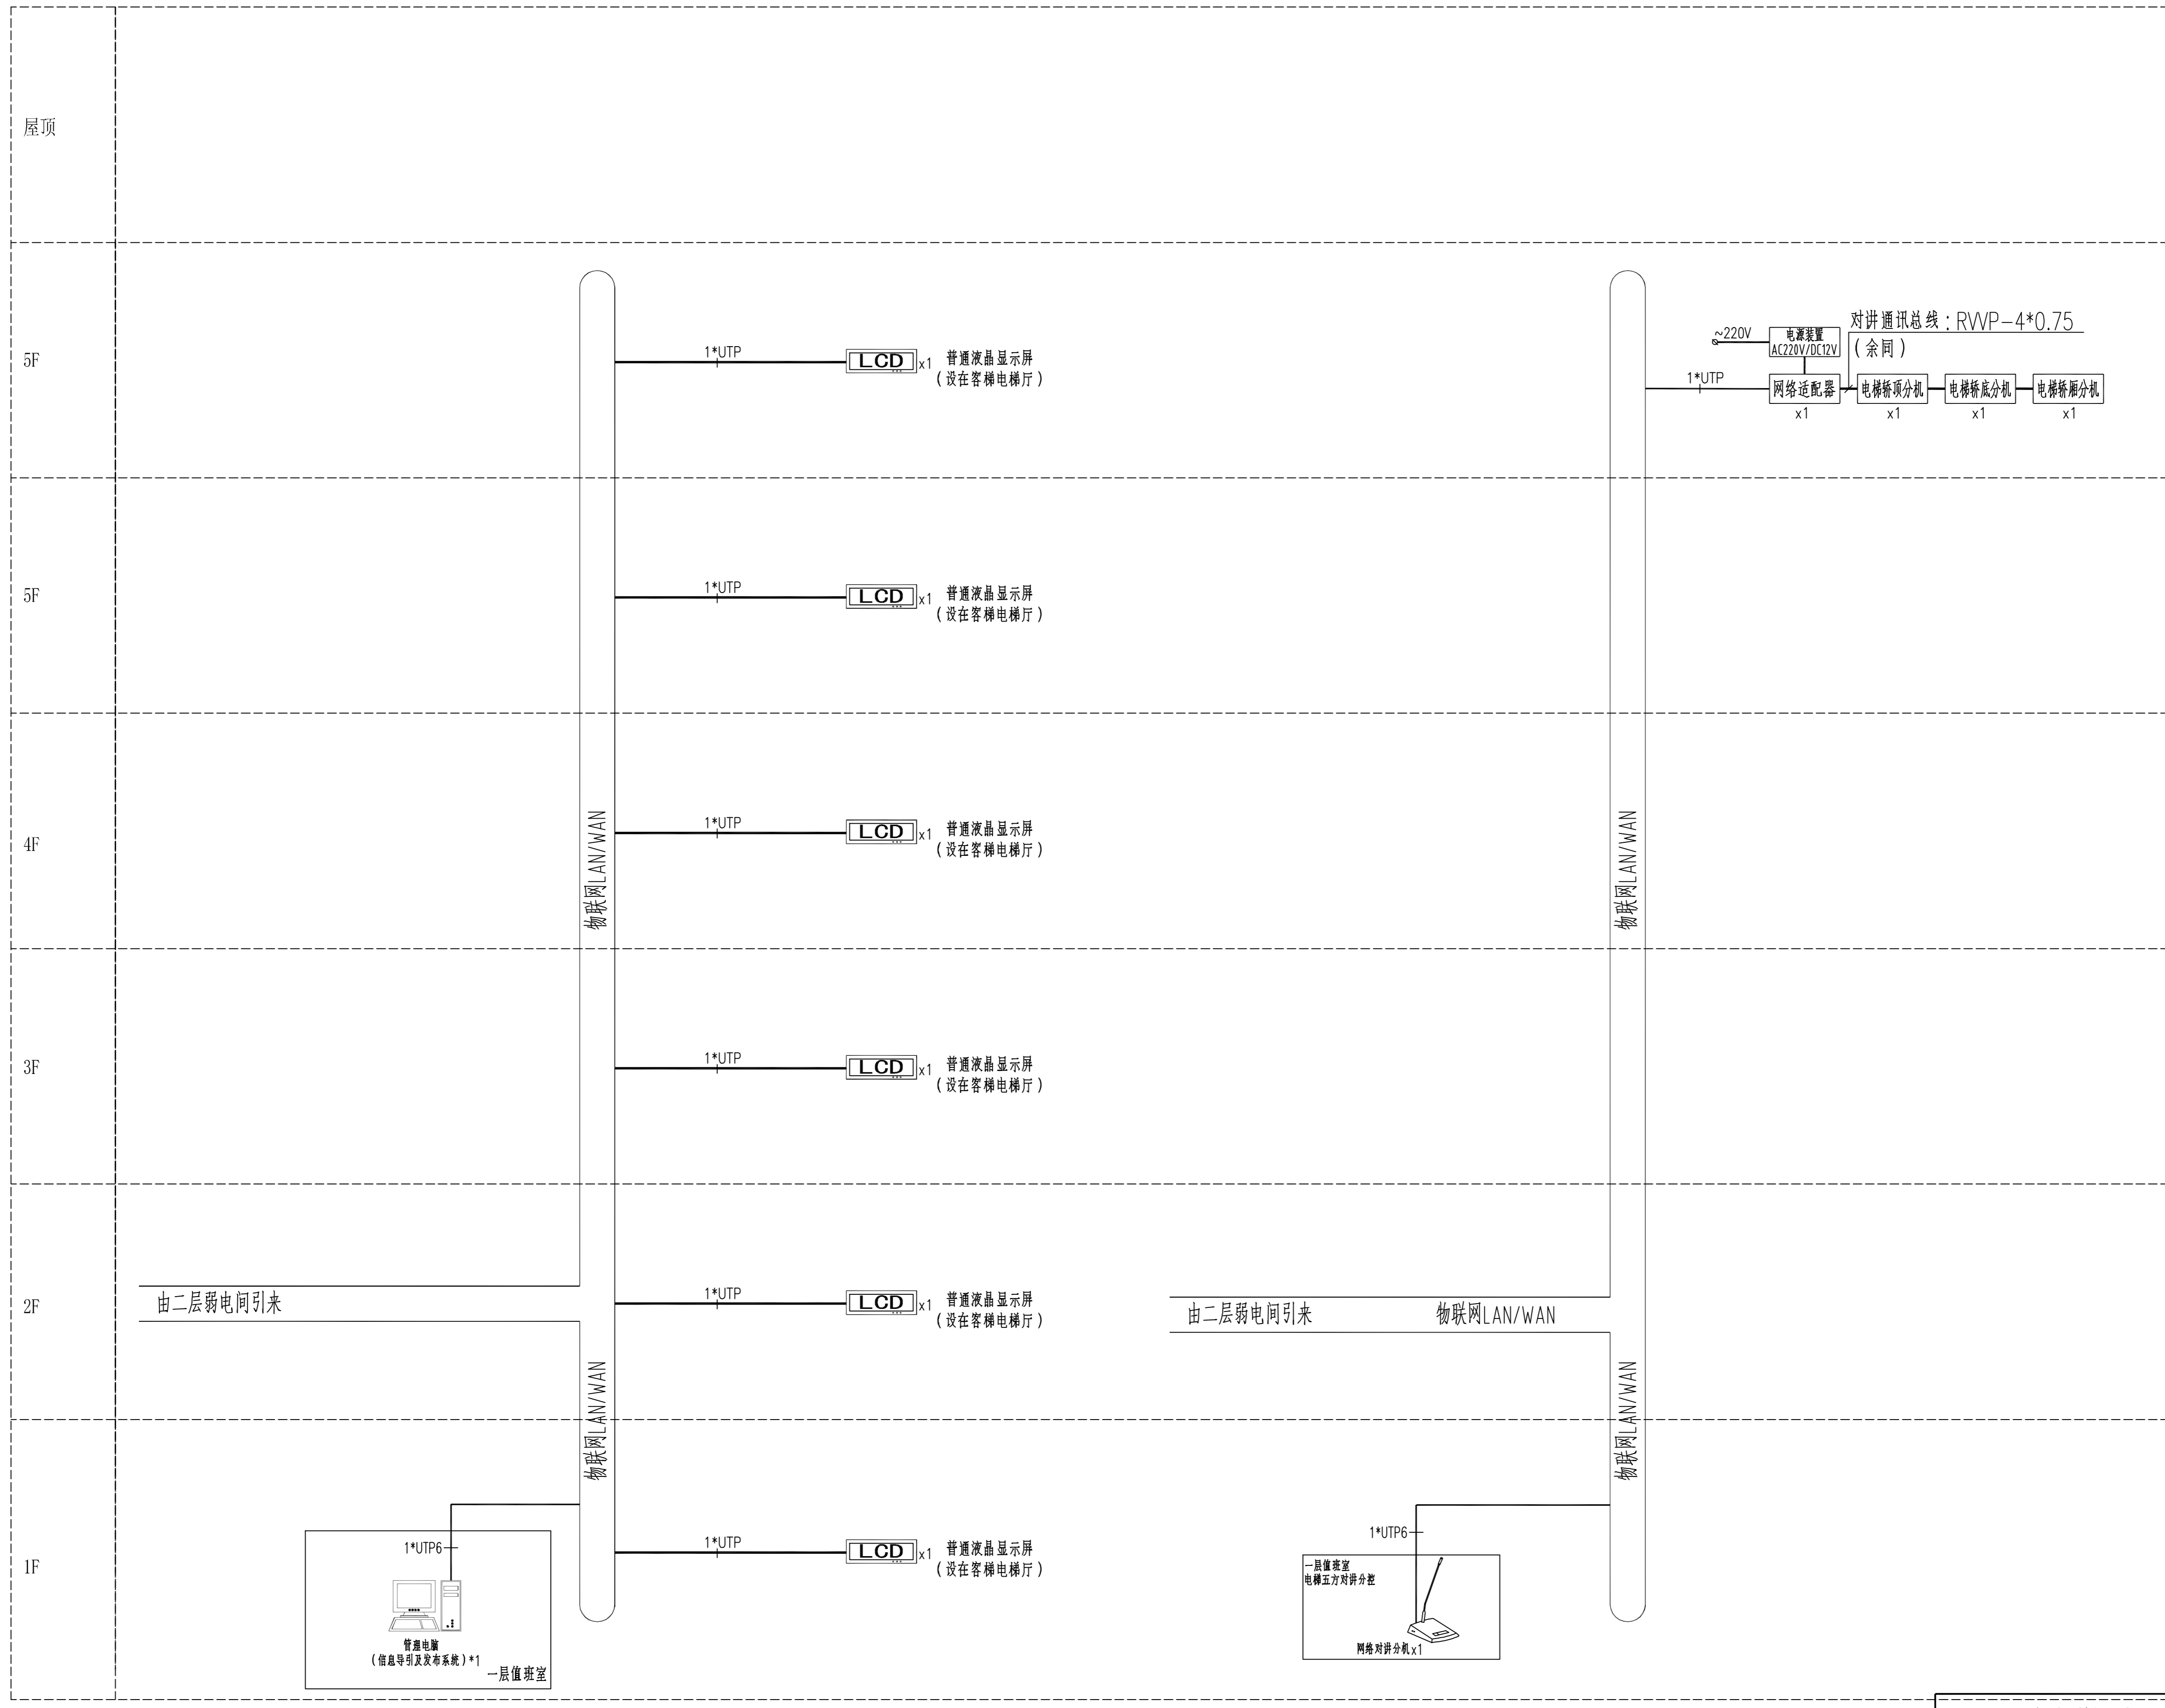 屋顶
5F
1*UTP
LCD x1
普通液晶显示屏
(设在客梯电梯厅)
~220V
电源装置
AC220V/DC12V
对讲通讯总线：RVVP-4*0.75
(余同)
1*UTP
网络适配器
x1
电梯轿顶分机
x1
电梯轿底分机
x1
电梯轿厢分机
x1
5F
1*UTP
LCD x1
普通液晶显示屏
(设在客梯电梯厅)
4F
物联网LAN/WAN
1*UTP
LCD x1
普通液晶显示屏
(设在客梯电梯厅)
物联网LAN/WAN
3F
1*UTP
LCD x1
普通液晶显示屏
(设在客梯电梯厅)
2F
由二层弱电间引来
1*UTP
LCD x1
普通液晶显示屏
(设在客梯电梯厅)
由二层弱电间引来
物联网LAN/WAN
物联网LAN/WAN
物联网LAN/WAN
1F
1*UTP6
管理电脑
(信息导引及发布系统)*1
一层值班室
1*UTP
LCD x1
普通液晶显示屏
(设在客梯电梯厅)
1*UTP6
一层值班室
电梯五方对讲分控
网络对讲分机x1